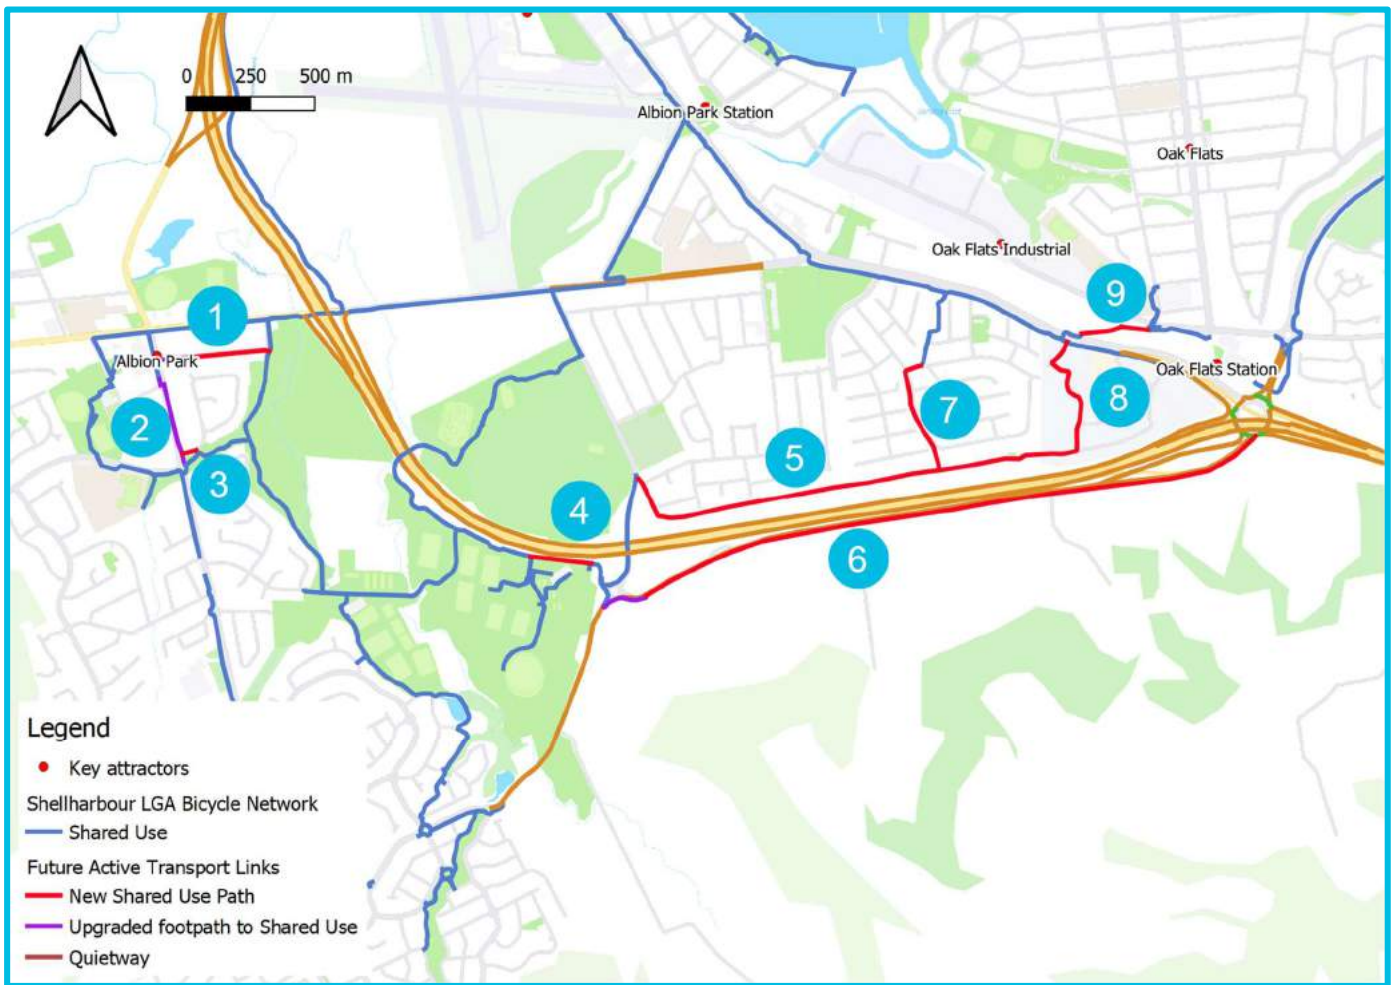 0 250 500 m
Albion Park Station
Oak Flats
Oak Flats Industrial
9
1
Albion Park
Oak Flats Station
7
8
2
5
3
4
6
Legend
Key attractors
Shellharbour LGA Bicycle Network
Shared Use
Future Active Transport Links
New Shared Use Path
Upgraded footpath to Shared Use
Quietway